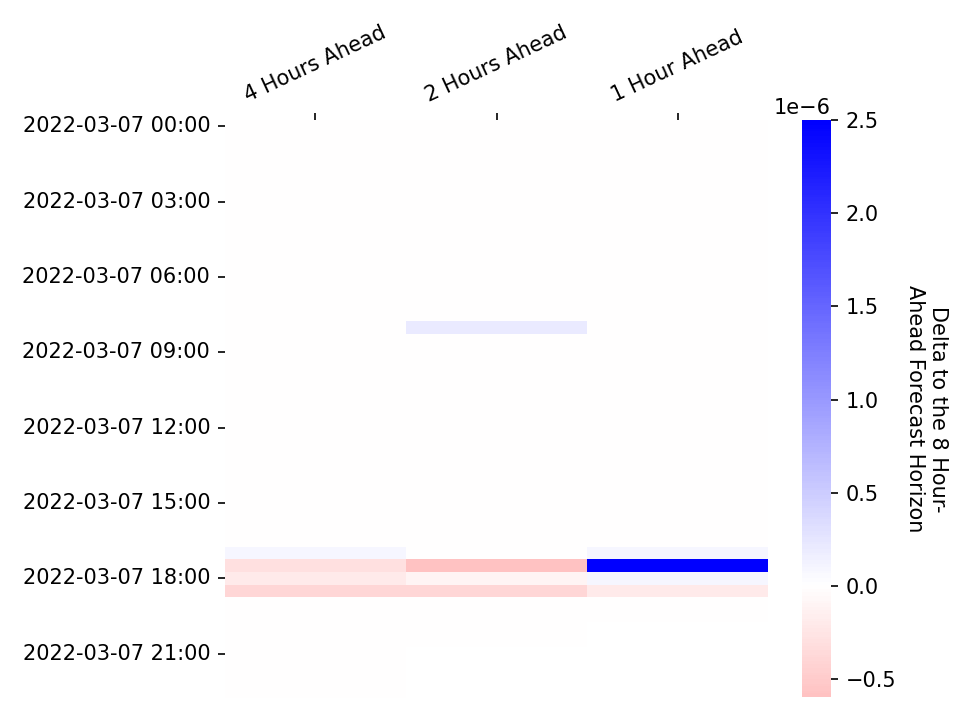 4 Hours Ahead
2 Hours Ahead
1 Hour Ahead
1e−6
2022-03-07 00:00
2022-03-07 03:00
2022-03-07 06:00
2022-03-07 09:00
2022-03-07 12:00
2022-03-07 15:00
2022-03-07 18:00
2022-03-07 21:00
2.5
2.0
1.5
1.0
0.5
0.0
−0.5
Delta to the 8 Hour-
Ahead Forecast Horizon